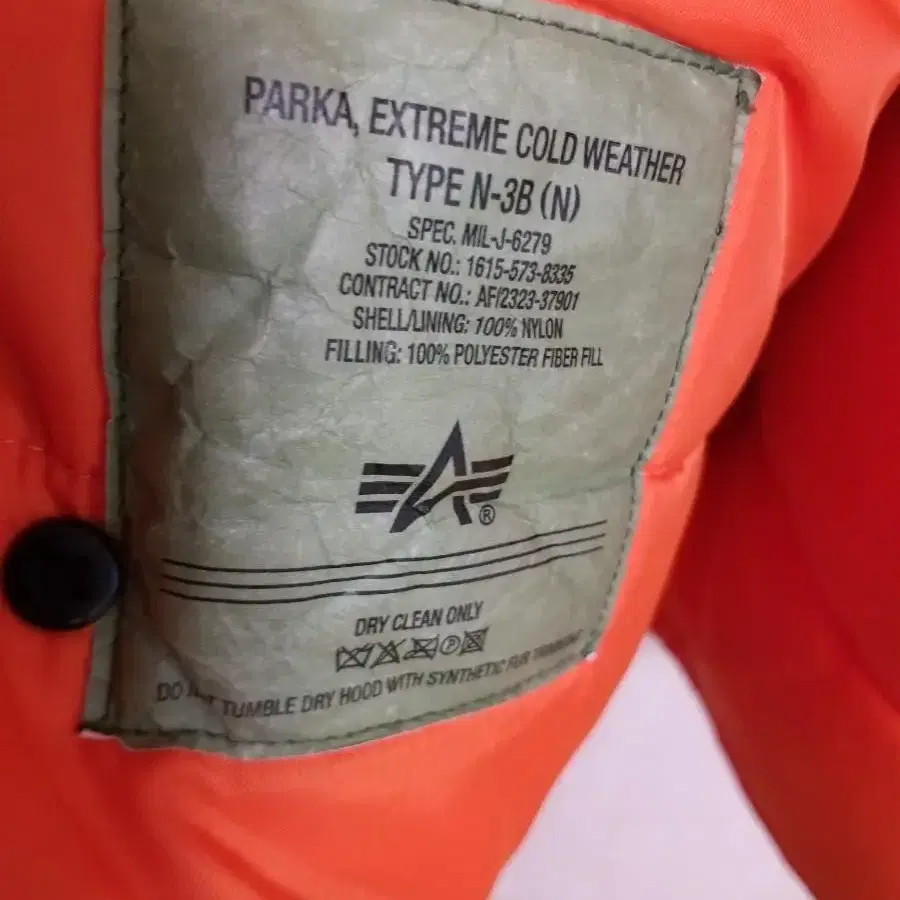 PARKA, EXTREME COLD WEATHER
TYPE N-3B (N)
SPEC. MIL-J-6279
STOCK NO.: 1615-573-8335
CONTRACT NO.: AF/2323-37901
SHELL/LINING: 100% NYLON
FILLING: 100% POLYESTER FIBER FILL
®
DRY CLEAN ONLY
P
DO TUMBLE DRY HOOD WITH SYNTHETIC FUR